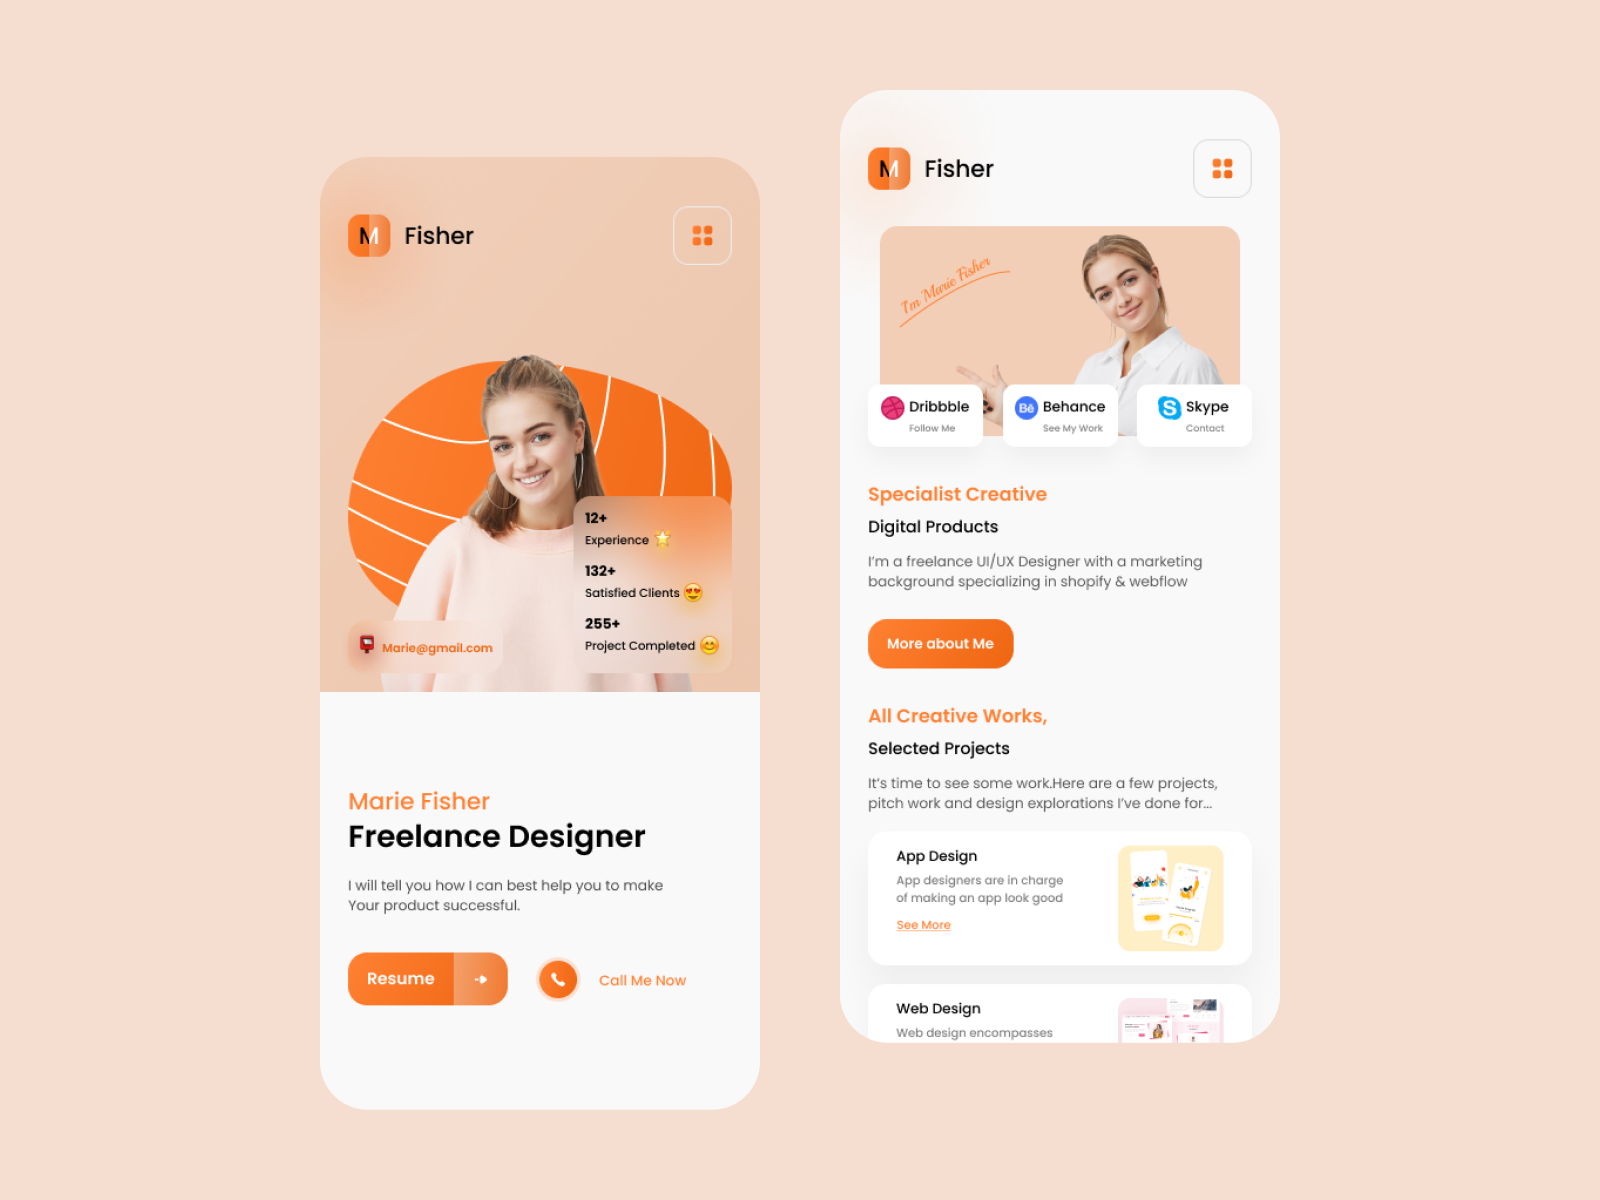 M Fisher
12+
Experience
132+
Satisfied Clients
255+
Project Completed
Marie@gmail.com
Marie Fisher
Freelance Designer
I will tell you how I can best help you to make
Your product successful.
Resume
Call Me Now
M Fisher
I'm Marie Fisher
Dribbble
Follow Me
Bē Behance
See My Work
S Skype
Contact
Specialist Creative
Digital Products
I'm a freelance UI/UX Designer with a marketing
background specializing in shopify & webflow
More about Me
All Creative Works,
Selected Projects
It's time to see some work.Here are a few projects,
pitch work and design explorations I've done for...
App Design
App designers are in charge
of making an app look good
See More
Web Design
Web design encompasses